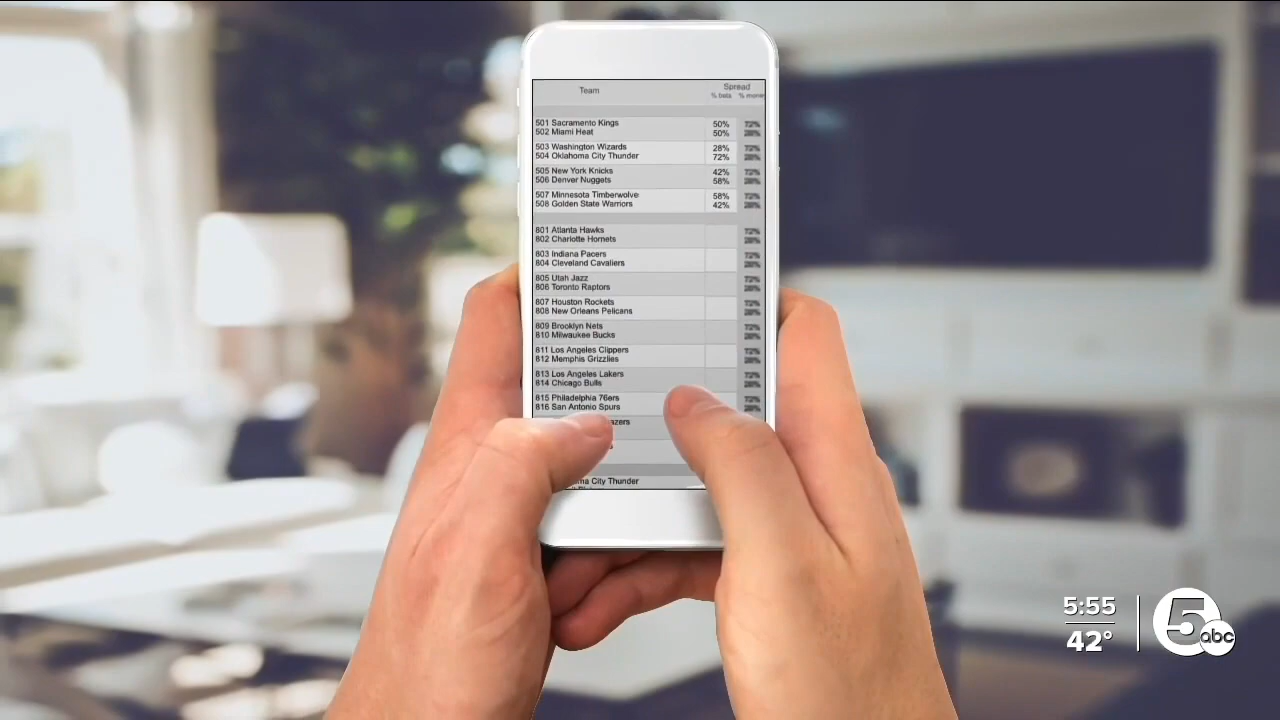 Team Spread
% bets % mone
501 Sacramento Kings 50% 72%
502 Miami Heat 50% 28%
503 Washington Wizards 28% 72%
504 Oklahoma City Thunder 72% 28%
505 New York Knicks 42% 72%
506 Denver Nuggets 58% 28%
507 Minnesota Timberwolve 58% 72%
508 Golden State Warriors 42% 28%
801 Atlanta Hawks 72%
802 Charlotte Hornets 28%
803 Indiana Pacers 72%
804 Cleveland Cavaliers 28%
805 Utah Jazz 72%
806 Toronto Raptors 28%
807 Houston Rockets 72%
808 New Orleans Pelicans 28%
809 Brooklyn Nets 72%
810 Milwaukee Bucks 28%
811 Los Angeles Clippers 72%
812 Memphis Grizzlies 28%
813 Los Angeles Lakers 72%
814 Chicago Bulls 28%
815 Philadelphia 76ers 72%
816 San Antonio Spurs 28%
azers
s
ma City Thunder
5:55
42°
5 abc